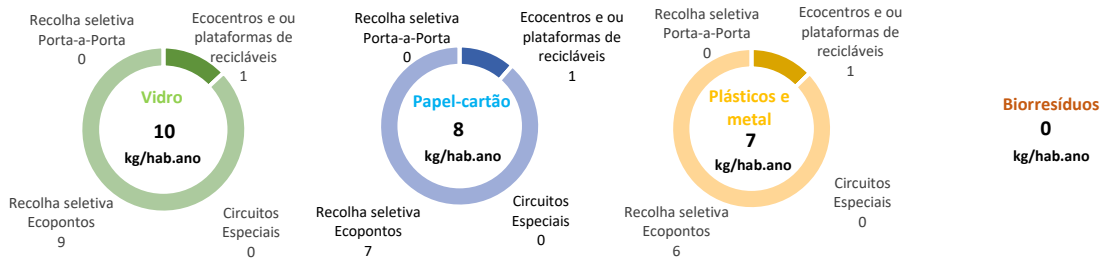 Recolha seletiva
Porta-a-Porta
0
Ecocentros e ou
plataformas de
recicláveis
1
Vidro
10
kg/hab.ano
Recolha seletiva
Ecopontos
9
Circuitos
Especiais
0
Recolha seletiva
Porta-a-Porta
0
Ecocentros e ou
plataformas de
recicláveis
1
Papel-cartão
8
kg/hab.ano
Recolha seletiva
Ecopontos
7
Circuitos
Especiais
0
Recolha seletiva
Porta-a-Porta
0
Ecocentros e ou
plataformas de
recicláveis
1
Plásticos e
metal
7
kg/hab.ano
Recolha seletiva
Ecopontos
6
Circuitos
Especiais
0
Biorresíduos
0
kg/hab.ano